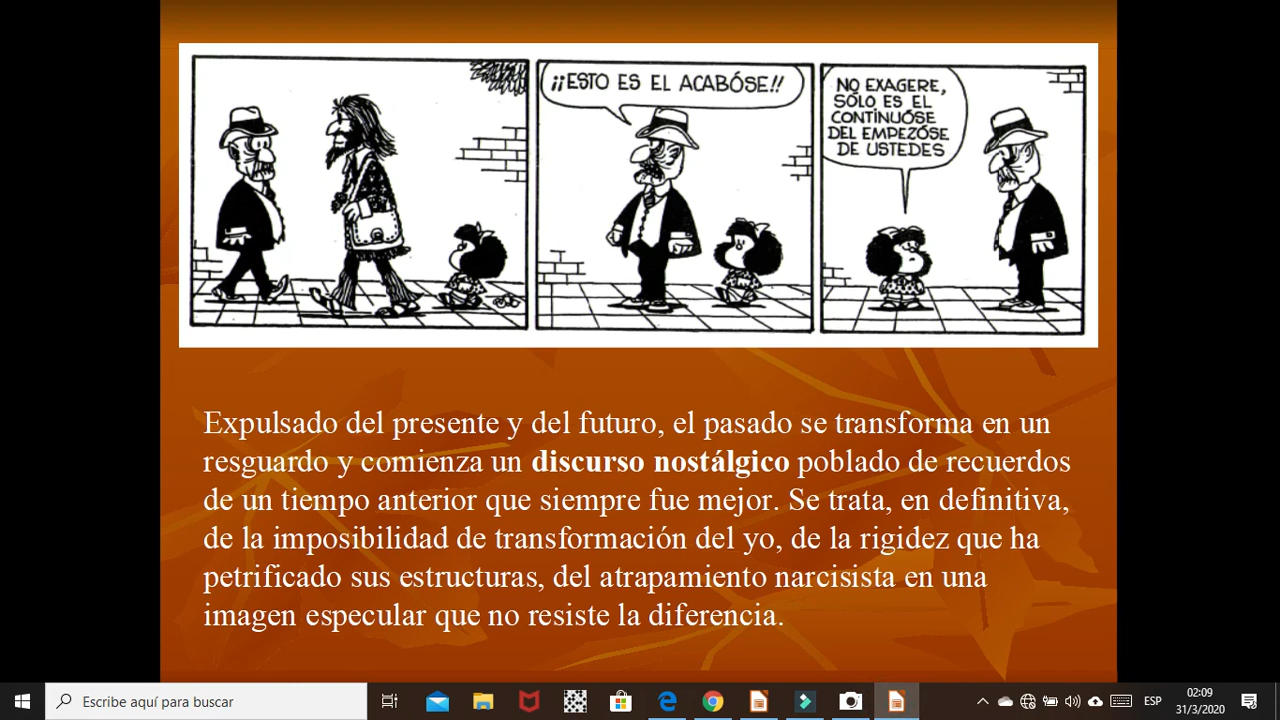 ¡¡ESTO ES EL ACABÓSE!!
NO EXAGERE,
SÓLO ES EL
CONTINUÓSE
DEL EMPEZÓSE
DE USTEDES
Expulsado del presente y del futuro, el pasado se transforma en un
resguardo y comienza un discurso nostálgico poblado de recuerdos
de un tiempo anterior que siempre fue mejor. Se trata, en definitiva,
de la imposibilidad de transformación del yo, de la rigidez que ha
petrificado sus estructuras, del atrapamiento narcisista en una
imagen especular que no resiste la diferencia.
Escribe aquí para buscar
ESP
02:09
31/3/2020